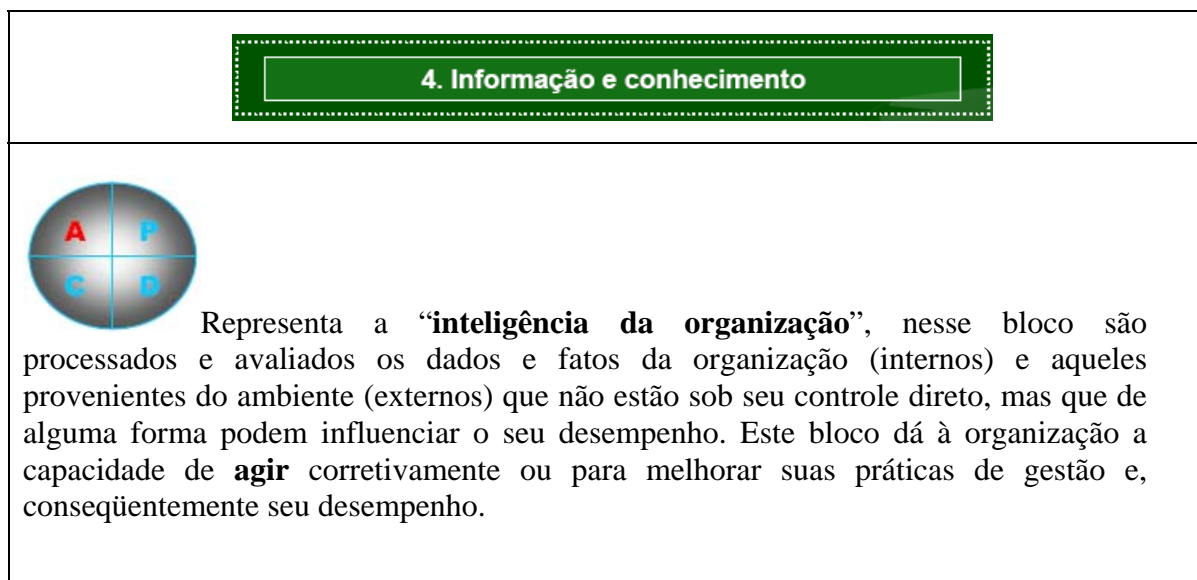 4. Informação e conhecimento
A P
C D
Representa a “inteligência da organização”, nesse bloco são
processados e avaliados os dados e fatos da organização (internos) e aqueles
provenientes do ambiente (externos) que não estão sob seu controle direto, mas que de
alguma forma podem influenciar o seu desempenho. Este bloco dá à organização a
capacidade de agir corretivamente ou para melhorar suas práticas de gestão e,
conseqüentemente seu desempenho.